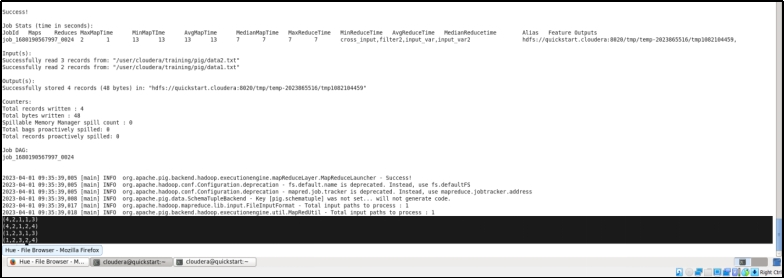 Success!
Job Stats (time in seconds):
JobId Maps Reduces MaxMapTime MinMapTIme AvgMapTime MedianMapTime MaxReduceTime MinReduceTime AvgReduceTime MedianReducetime Alias Feature Outputs
job_1680190567997_0024 2 1 13 13 13 13 7 7 7 7 cross_input,filter2,input_var,input_var2 hdfs://quickstart.cloudera:8020/tmp/temp-2023865516/tmp1082104459,
Input(s):
Successfully read 3 records from: "/user/cloudera/training/pig/data2.txt"
Successfully read 2 records from: "/user/cloudera/training/pig/data1.txt"
Output(s):
Successfully stored 4 records (48 bytes) in: "hdfs://quickstart.cloudera:8020/tmp/temp-2023865516/tmp1082104459"
Counters:
Total records written : 4
Total bytes written : 48
Spillable Memory Manager spill count : 0
Total bags proactively spilled: 0
Total records proactively spilled: 0
Job DAG:
job_1680190567997_0024
2023-04-01 09:35:39,005 [main] INFO org.apache.pig.backend.hadoop.executionengine.mapReduceLayer.MapReduceLauncher - Success!
2023-04-01 09:35:39,005 [main] INFO org.apache.hadoop.conf.Configuration.deprecation - fs.default.name is deprecated. Instead, use fs.defaultFS
2023-04-01 09:35:39,005 [main] INFO org.apache.hadoop.conf.Configuration.deprecation - mapred.job.tracker is deprecated. Instead, use mapreduce.jobtracker.address
2023-04-01 09:35:39,008 [main] INFO org.apache.pig.data.SchemaTupleBackend - Key [pig.schematuple] was not set... will not generate code.
2023-04-01 09:35:39,017 [main] INFO org.apache.hadoop.mapreduce.lib.input.FileInputFormat - Total input paths to process : 1
2023-04-01 09:35:39,018 [main] INFO org.apache.pig.backend.hadoop.executionengine.util.MapRedUtil - Total input paths to process : 1
(4,2,1,1,3)
(4,2,1,2,4)
(1,2,3,1,3)
(1,2,3,2,4)
Hue - File Browser - Mozilla Firefox
Hue - File Browser - M... cloudera@quickstart:~ cloudera@quickstart:~
Right Ctrl